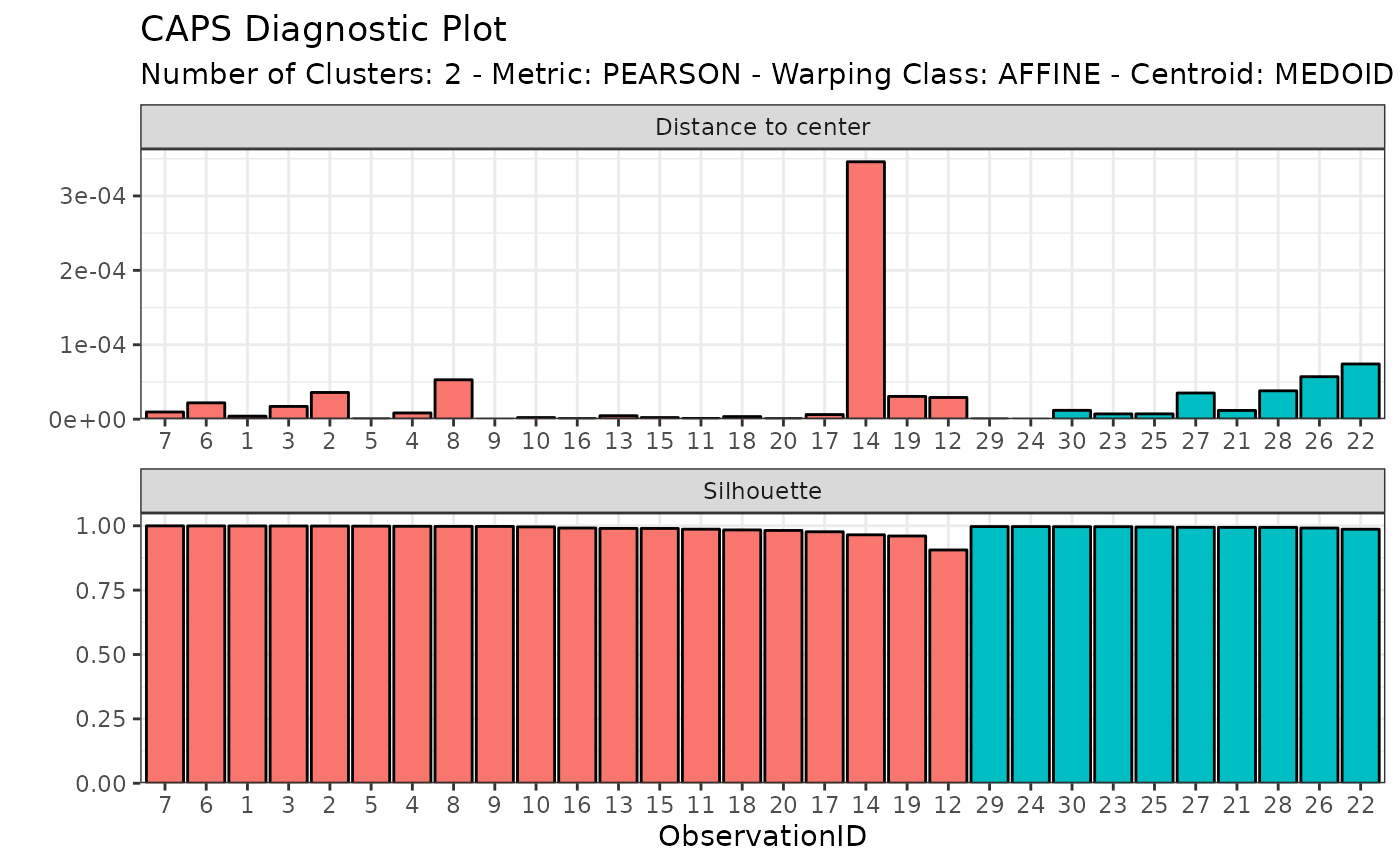 CAPS Diagnostic Plot
Number of Clusters: 2 - Metric: PEARSON - Warping Class: AFFINE - Centroid: MEDOID
Distance to center
3e-04
2e-04
1e-04
0e+00
7 6 1 3 2 5 4 8 9 10 16 13 15 11 18 20 17 14 19 12 29 24 30 23 25 27 21 28 26 22
Silhouette
1.00
0.75
0.50
0.25
0.00
7 6 1 3 2 5 4 8 9 10 16 13 15 11 18 20 17 14 19 12 29 24 30 23 25 27 21 28 26 22
ObservationID